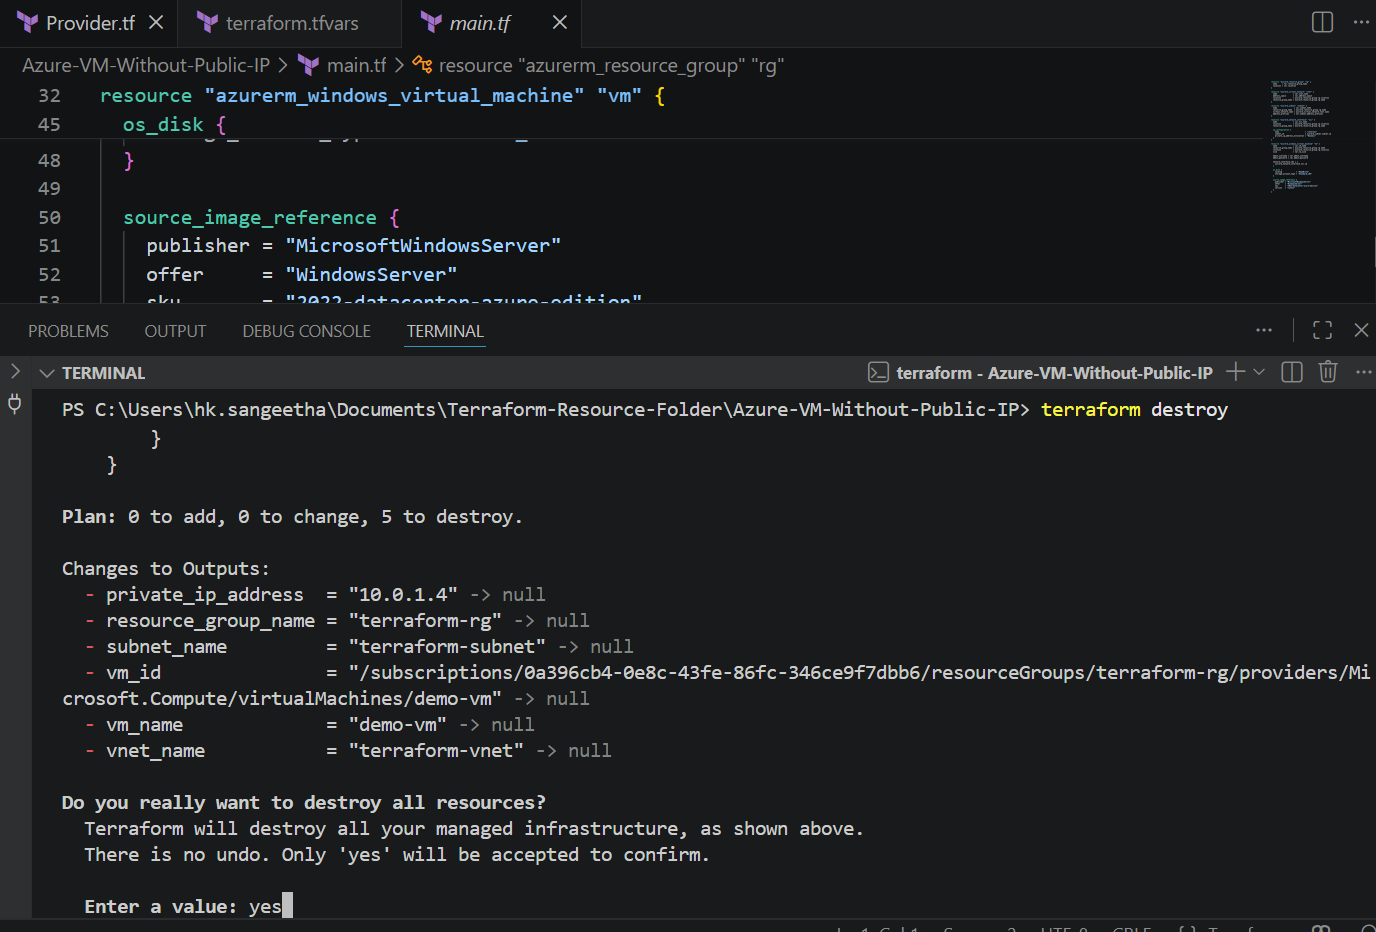 Provider.tf
terraform.tfvars
main.tf
Azure-VM-Without-Public-IP > main.tf > resource "azurerm_resource_group" "rg"
32 resource "azurerm_windows_virtual_machine" "vm" {
45 os_disk {
48 }
49
50 source_image_reference {
51 publisher = "MicrosoftWindowsServer"
52 offer = "WindowsServer"
53 sku = "2022-datacenter-azure-edition"
PROBLEMS OUTPUT DEBUG CONSOLE TERMINAL
TERMINAL
terraform - Azure-VM-Without-Public-IP
PS C:\Users\hk.sangeetha\Documents\Terraform-Resource-Folder\Azure-VM-Without-Public-IP> terraform destroy
}
}
Plan: 0 to add, 0 to change, 5 to destroy.
Changes to Outputs:
- private_ip_address = "10.0.1.4" -> null
- resource_group_name = "terraform-rg" -> null
- subnet_name = "terraform-subnet" -> null
- vm_id = "/subscriptions/0a396cb4-0e8c-43fe-86fc-346ce9f7dbb6/resourceGroups/terraform-rg/providers/Mi
crosoft.Compute/virtualMachines/demo-vm" -> null
- vm_name = "demo-vm" -> null
- vnet_name = "terraform-vnet" -> null
Do you really want to destroy all resources?
Terraform will destroy all your managed infrastructure, as shown above.
There is no undo. Only 'yes' will be accepted to confirm.
Enter a value: yes